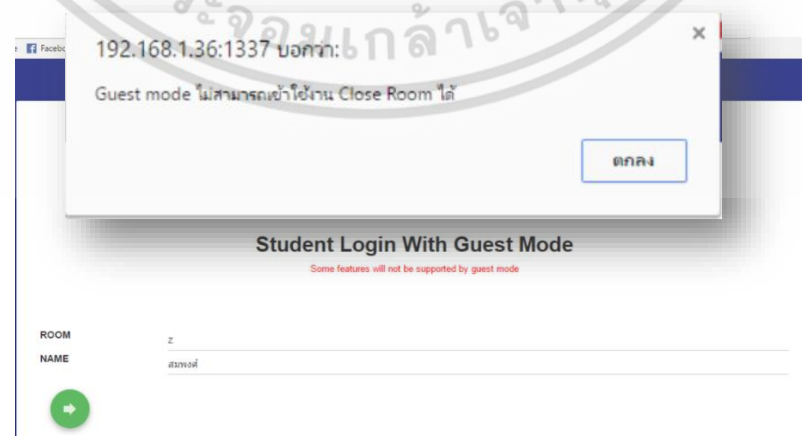 Facebo
192.168.1.36:1337 บอกว่า:
Guest mode ไม่สามารถเข้าใช้งาน Close Room ได้
ตกลง
Student Login With Guest Mode
Some features will not be supported by guest mode
ROOM
z
NAME
สมพงศ์